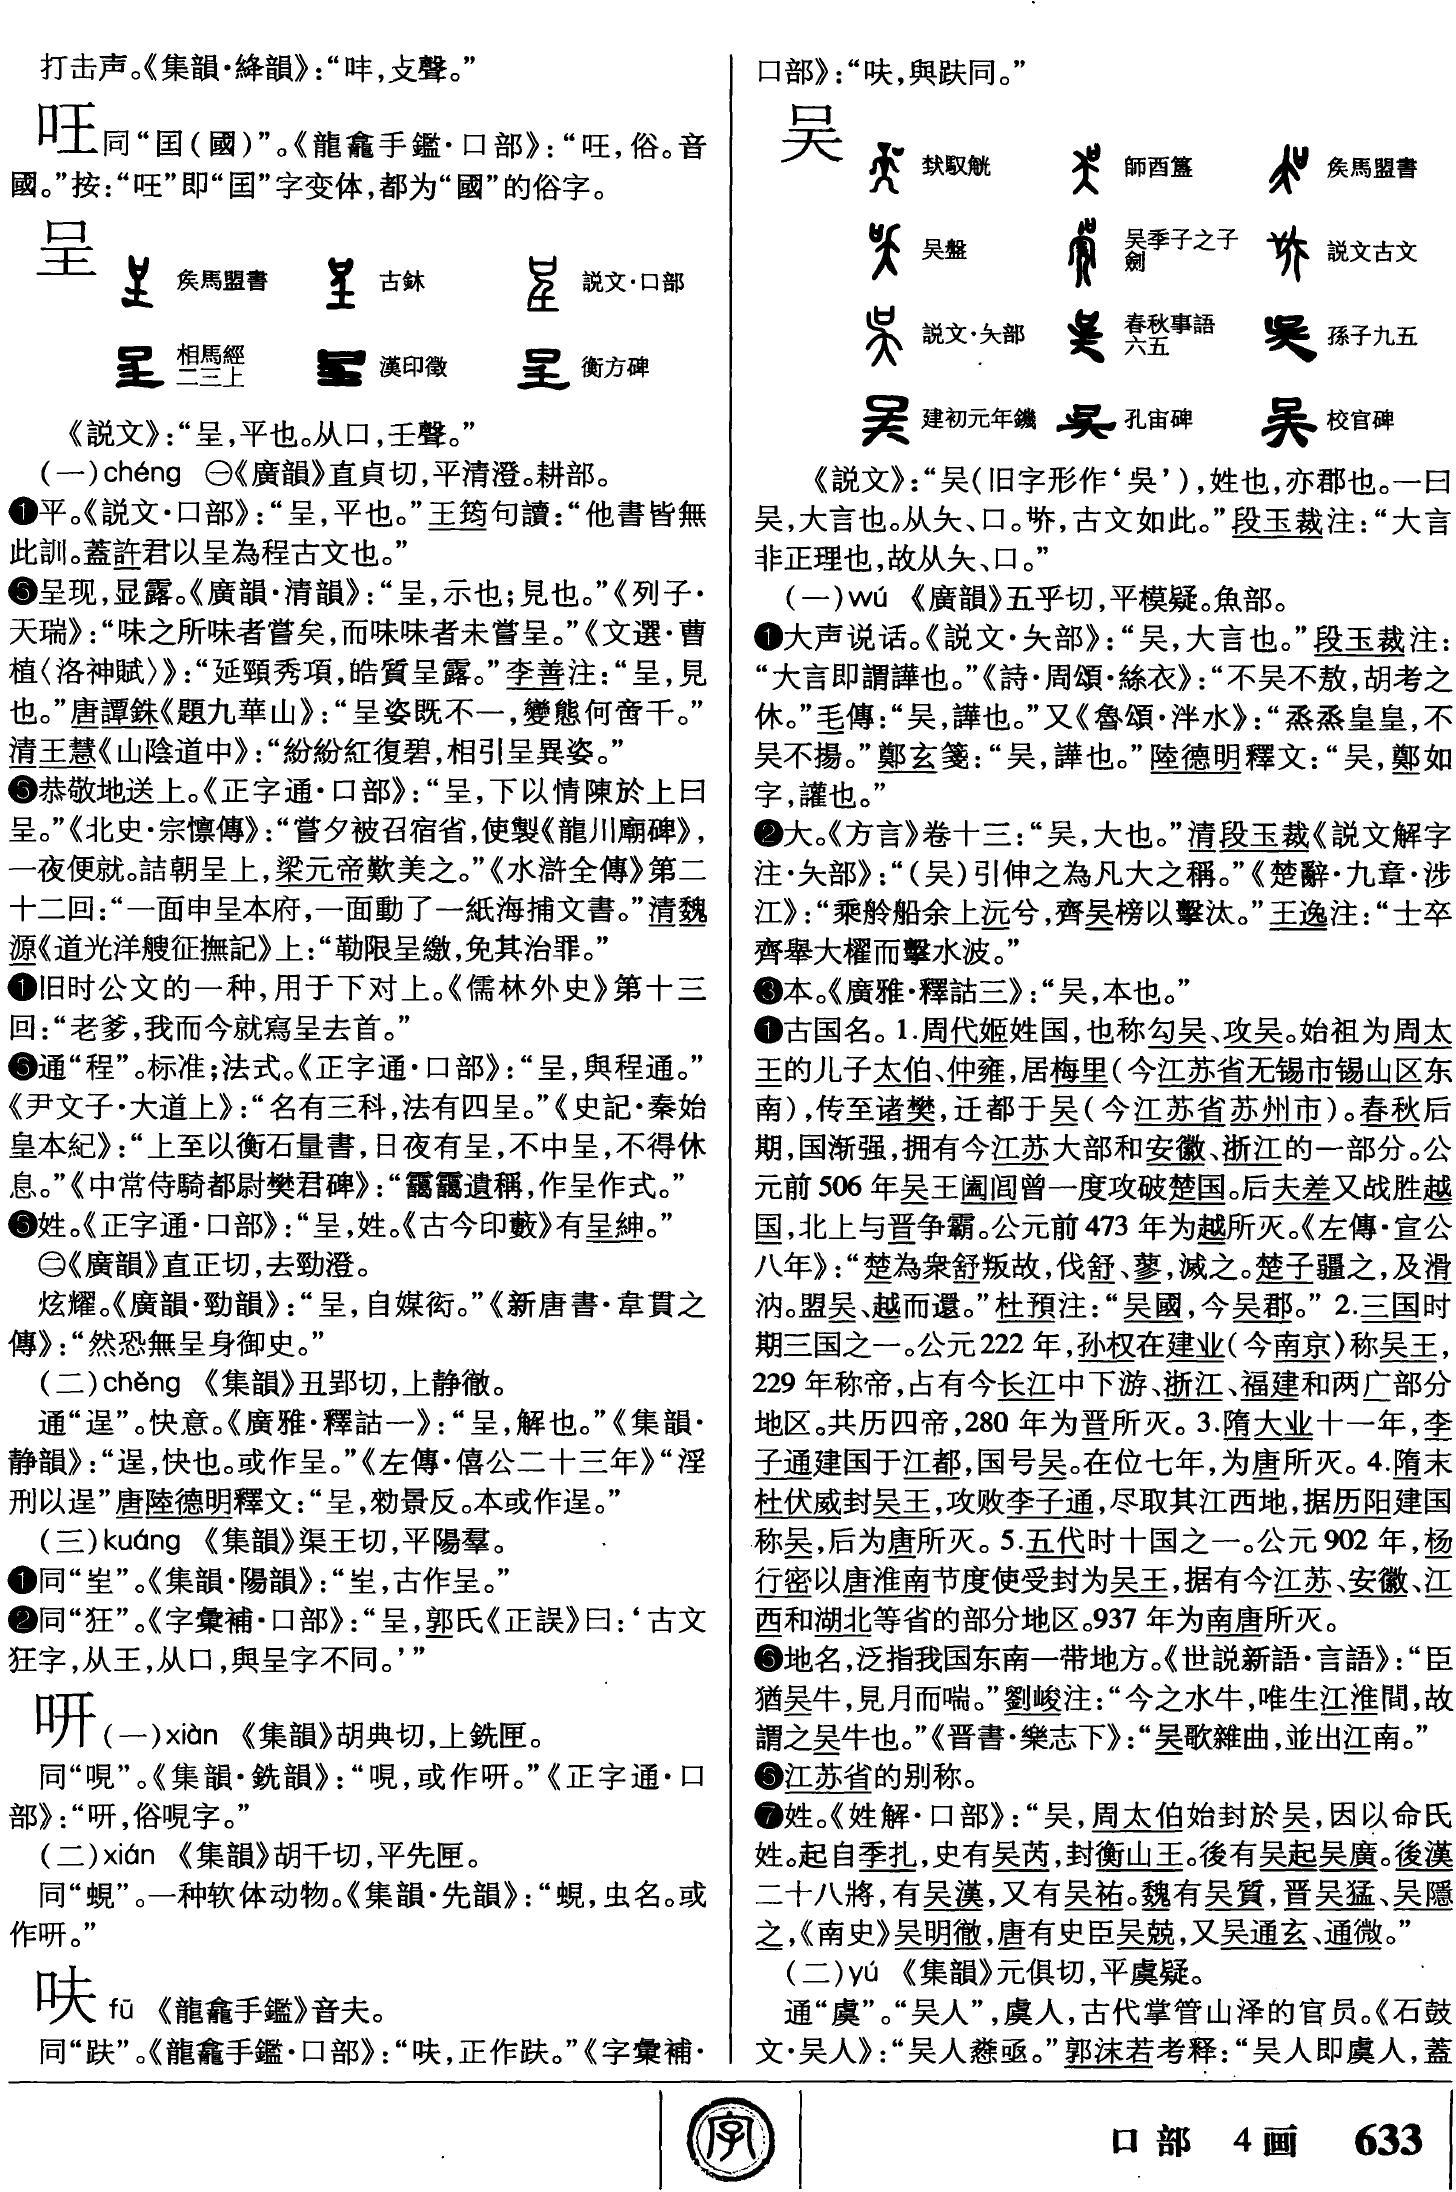 打击声。《集韻·絳韻》：“㕩，攴聲。”
㕵同“囯（國）”。《龍龕手鑑·口部》：“㕵，俗。音
國。”按：“㕵”即“囯”字变体，都为“國”的俗字。
呈
矦馬盟書 古鉨 説文·口部
相馬經二三上 漢印徵 衡方碑
《説文》：“呈，平也。从口，𡈼聲。”
（一）chéng ㊀《廣韻》直貞切，平清澄。耕部。
❶平。《説文·口部》：“呈，平也。”王筠句讀：“他書皆無
此訓。蓋許君以呈為程古文也。”
呈现，显露。《廣韻·清韻》：“呈，示也；見也。”《列子·
天瑞》：“味之所味者嘗矣，而味味者未嘗呈。”《文選·曹
植〈洛神賦〉》：“延頸秀項，皓質呈露。”李善注：“呈，見
也。”唐譚銖《題九華山》：“呈姿既不一，變態何啻千。”
清王慧《山陰道中》：“紛紛紅復碧，相引呈異姿。”
恭敬地送上。《正字通·口部》：“呈，下以情陳於上曰
呈。”《北史·宗懍傳》：“嘗夕被召宿省，使製《龍川廟碑》，
一夜便就。詰朝呈上，梁元帝歎美之。”《水滸全傳》第二
十二回：“一面申呈本府，一面動了一紙海捕文書。”清魏
源《道光洋艘征撫記》上：“勒限呈繳，免其治罪。”
旧时公文的一种，用于下对上。《儒林外史》第十三
回：“老爹，我而今就寫呈去首。”
通“程”。标准；法式。《正字通·口部》：“呈，與程通。”
《尹文子·大道上》：“名有三科，法有四呈。”《史記·秦始
皇本紀》：“上至以衡石量書，日夜有呈，不中呈，不得休
息。”《中常侍騎都尉樊君碑》：“靄靄遺稱，作呈作式。”
姓。《正字通·口部》：“呈，姓。《古今印藪》有呈紳。”
㊁《廣韻》直正切，去勁澄。
炫耀。《廣韻·勁韻》：“呈，自媒衒。”《新唐書·韋貫之
傳》：“然恐無呈身御史。”
（二）chěng 《集韻》丑郢切，上静徹。
通“逞”。快意。《廣雅·釋詁一》：“呈，解也。”《集韻·
静韻》：“逞，快也。或作呈。”《左傳·僖公二十三年》“淫
刑以逞”唐陸德明釋文：“呈，勑景反。本或作逞。”
（三）kuáng 《集韻》渠王切，平陽羣。
❶同“㞷”。《集韻·陽韻》：“㞷，古作呈。”
❷同“狂”。《字彙補·口部》：“呈，郭氏《正誤》曰：‘古文
狂字，从王，从口，與呈字不同。’”
㕴（一）xiàn 《集韻》胡典切，上銑匣。
同“哯”。《集韻·銑韻》：“哯，或作㕴。”《正字通·口
部》：“㕴，俗哯字。”
（二）xián 《集韻》胡千切，平先匣。
同“蜆”。一种软体动物。《集韻·先韻》：“蜆，虫名。或
作㕴。”
呋 fū 《龍龕手鑑》音夫。
同“趺”。《龍龕手鑑·口部》：“呋，正作趺。”《字彙補·
口部》：“呋，與趺同。”
吴
㺇馭觥 師酉簋 矦馬盟書
吴盤 吴季子之子劍 説文古文
説文·夨部 春秋事語六五 孫子九五
建初元年鐖 孔宙碑 校官碑
《説文》：“吴（旧字形作‘吳’），姓也，亦郡也。一曰
吴，大言也。从夨、口。㕦，古文如此。”段玉裁注：“大言
非正理也，故从夨、口。”
（一）wú 《廣韻》五乎切，平模疑。魚部。
❶大声说话。《説文·夨部》：“吴，大言也。”段玉裁注：
“大言即謂譁也。”《詩·周頌·絲衣》：“不吴不敖，胡考之
休。”毛傳：“吴，譁也。”又《魯頌·泮水》：“烝烝皇皇，不
吴不揚。”鄭玄箋：“吴，譁也。”陸德明釋文：“吴，鄭如
字，讙也。”
❷大。《方言》卷十三：“吴，大也。”清段玉裁《説文解字
注·夨部》：“（吴）引伸之為凡大之稱。”《楚辭·九章·涉
江》：“乘舲船余上沅兮，齊吴榜以擊汰。”王逸注：“士卒
齊舉大櫂而擊水波。”
❸本。《廣雅·釋詁三》：“吴，本也。”
古国名。1.周代姬姓国，也称勾吴、攻吴。始祖为周太
王的儿子太伯、仲雍，居梅里（今江苏省无锡市锡山区东
南），传至诸樊，迁都于吴（今江苏省苏州市）。春秋后
期，国渐强，拥有今江苏大部和安徽、浙江的一部分。公
元前506年吴王阖闾曾一度攻破楚国。后夫差又战胜越
国，北上与晋争霸。公元前473年为越所灭。《左傳·宣公
八年》：“楚為衆舒叛故，伐舒、蓼，滅之。楚子疆之，及滑
汭。盟吴、越而還。”杜預注：“吴國，今吴郡。” 2.三国时
期三国之一。公元222年，孙权在建业（今南京）称吴王，
229年称帝，占有今长江中下游、浙江、福建和两广部分
地区。共历四帝，280年为晋所灭。3.隋大业十一年，李
子通建国于江都，国号吴。在位七年，为唐所灭。4.隋末
杜伏威封吴王，攻败李子通，尽取其江西地，据历阳建国
称吴，后为唐所灭。5.五代时十国之一。公元902年，杨
行密以唐淮南节度使受封为吴王，据有今江苏、安徽、江
西和湖北等省的部分地区。937年为南唐所灭。
地名，泛指我国东南一带地方。《世説新語·言語》：“臣
猶吴牛，見月而喘。”劉峻注：“今之水牛，唯生江淮間，故
謂之吴牛也。”《晋書·樂志下》：“吴歌雜曲，並出江南。”
江苏省的别称。
❼姓。《姓解·口部》：“吴，周太伯始封於吴，因以命氏
姓。起自季扎，史有吴芮，封衡山王。後有吴起吴廣。後漢
二十八將，有吴漢，又有吴祐。魏有吴質，晋吴猛、吴隱
之，《南史》吴明徹，唐有史臣吴兢，又吴通玄、通微。”
（二）yú 《集韻》元俱切，平虞疑。
通“虞”。“吴人”，虞人，古代掌管山泽的官员。《石鼓
文·吴人》：“吴人㦣亟。”郭沫若考释：“吴人即虞人，蓋
字
口部 4画 633